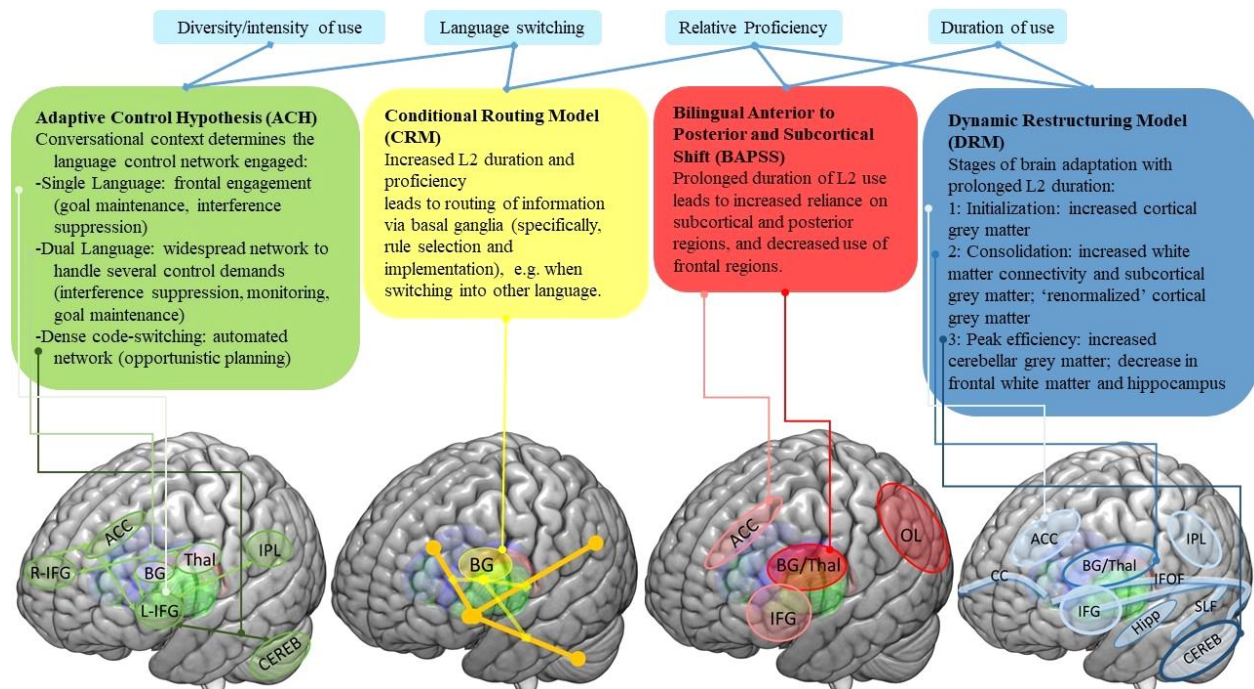 Diversity/intensity of use
Language switching
Relative Proficiency
Duration of use
Adaptive Control Hypothesis (ACH)
Conversational context determines the
language control network engaged:
-Single Language: frontal engagement
(goal maintenance, interference
suppression)
-Dual Language: widespread network to
handle several control demands
(interference suppression, monitoring,
goal maintenance)
-Dense code-switching: automated
network (opportunistic planning)
Conditional Routing Model
(CRM)
Increased L2 duration and
proficiency
leads to routing of information
via basal ganglia (specifically,
rule selection and
implementation), e.g. when
switching into other language.
Bilingual Anterior to
Posterior and Subcortical
Shift (BAPSS)
Prolonged duration of L2 use
leads to increased reliance on
subcortical and posterior
regions, and decreased use of
frontal regions.
Dynamic Restructuring Model
(DRM)
Stages of brain adaptation with
prolonged L2 duration:
1: Initialization: increased cortical
grey matter
2: Consolidation: increased white
matter connectivity and subcortical
grey matter; ‘renormalized’ cortical
grey matter
3: Peak efficiency: increased
cerebellar grey matter; decrease in
frontal white matter and hippocampus
ACC
R-IFG
BG
Thal
IPL
L-IFG
CEREB
BG
ACC
OL
BG/Thal
IFG
ACC
IPL
CC
BG/Thal
IFOF
IFG
SLF
Hipp
CEREB